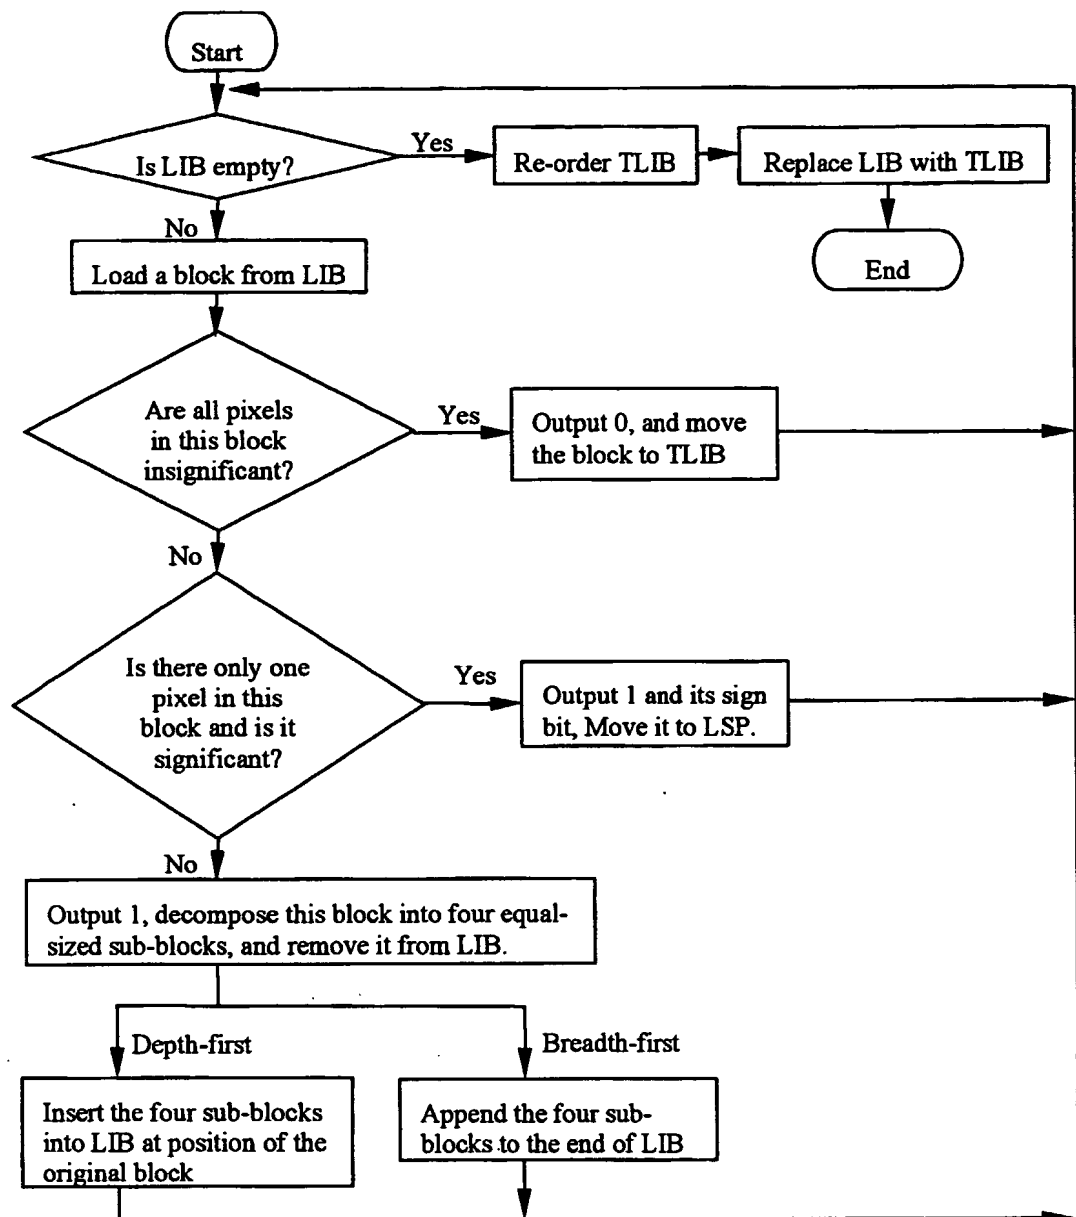 Start
Is LIB empty?
Yes
Re-order TLIB
Replace LIB with TLIB
No
Load a block from LIB
End
Are all pixels
in this block
insignificant?
Yes
Output 0, and move
the block to TLIB
No
Is there only one
pixel in this
block and is it
significant?
Yes
Output 1 and its sign
bit, Move it to LSP.
No
Output 1, decompose this block into four equal-
sized sub-blocks, and remove it from LIB.
Depth-first
Breadth-first
Insert the four sub-blocks
into LIB at position of the
original block
Append the four sub-
blocks to the end of LIB